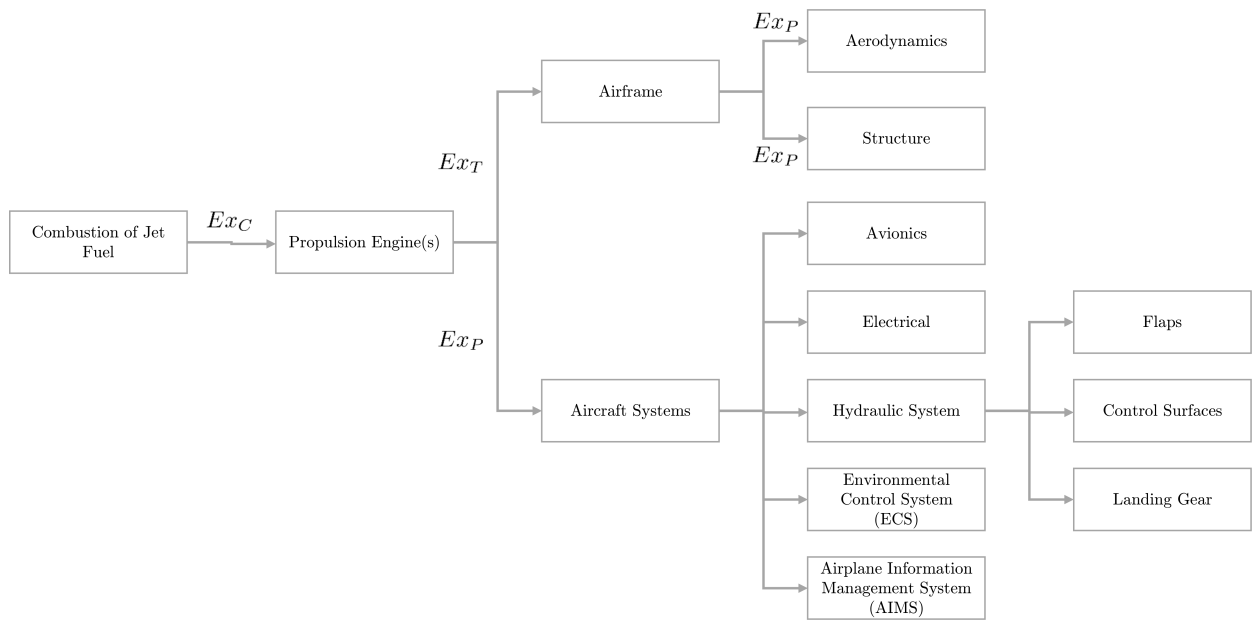 Ex_P
Aerodynamics
Airframe
Structure
Ex_T
Ex_P
Ex_C
Combustion of Jet
Fuel
Propulsion Engine(s)
Avionics
Electrical
Flaps
Ex_P
Aircraft Systems
Hydraulic System
Control Surfaces
Environmental
Control System
(ECS)
Landing Gear
Airplane Information
Management System
(AIMS)